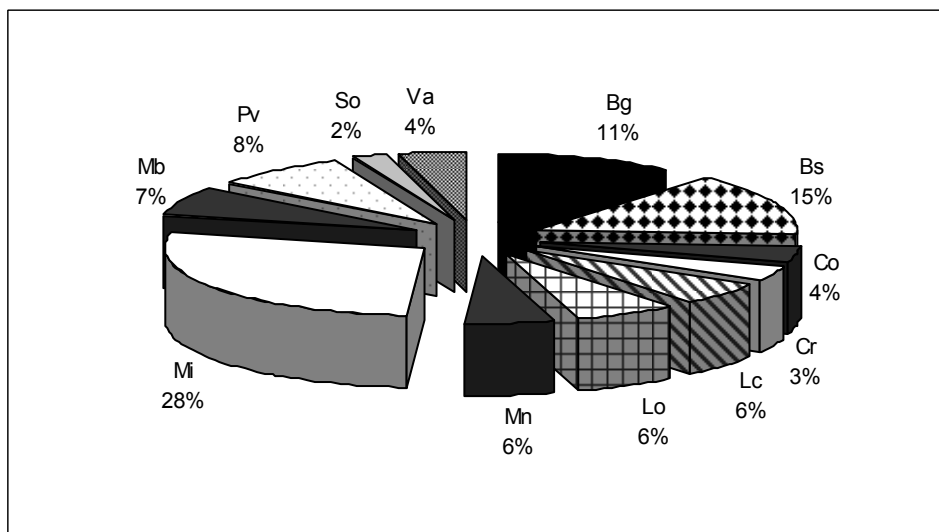 Bg
11%
Bs
15%
Co
4%
Cr
3%
Lc
6%
Lo
6%
Mn
6%
Mi
28%
Mb
7%
Pv
8%
So
2%
Va
4%